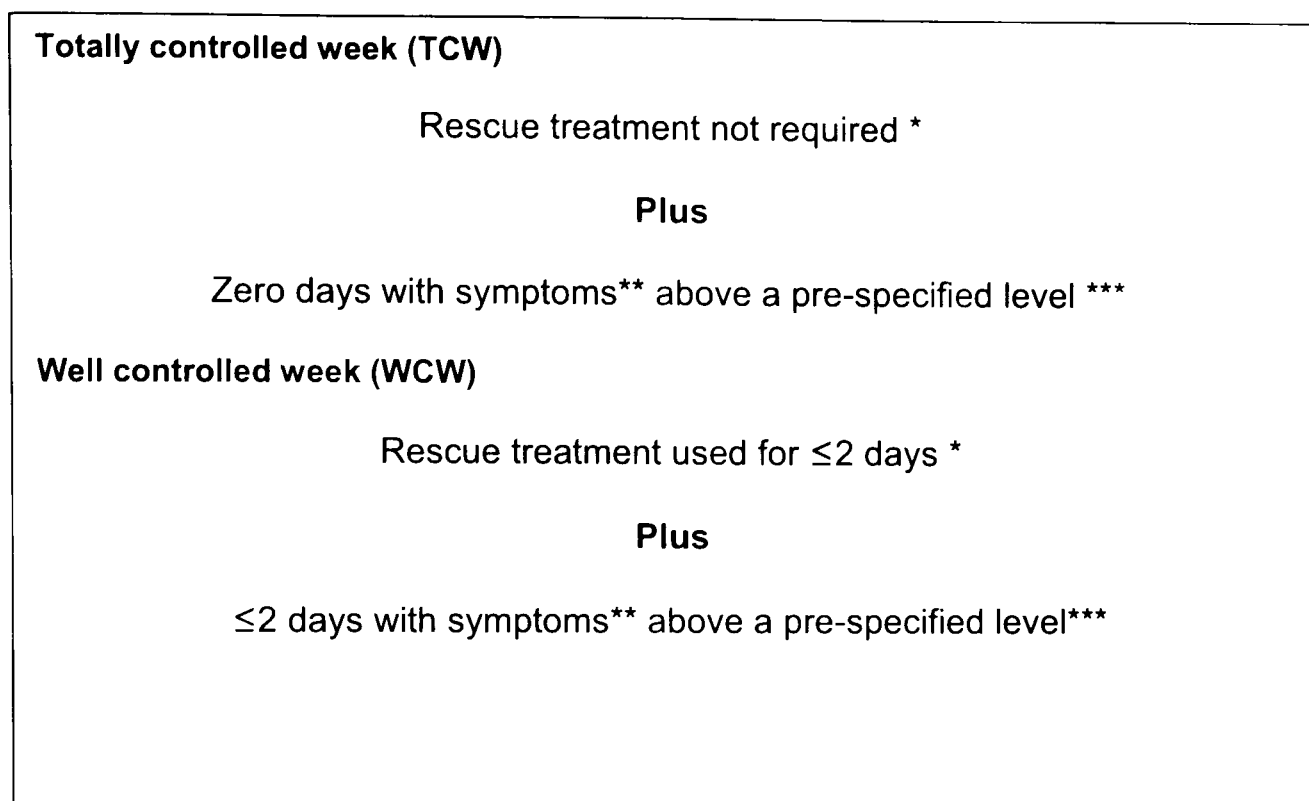 Totally controlled week (TCW)
Rescue treatment not required *
Plus
Zero days with symptoms** above a pre-specified level ***
Well controlled week (WCW)
Rescue treatment used for ≤2 days *
Plus
≤2 days with symptoms** above a pre-specified level***